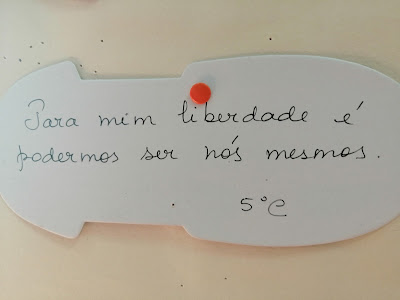 Para mim liberdade é
podermos ser nós mesmos.
5°C